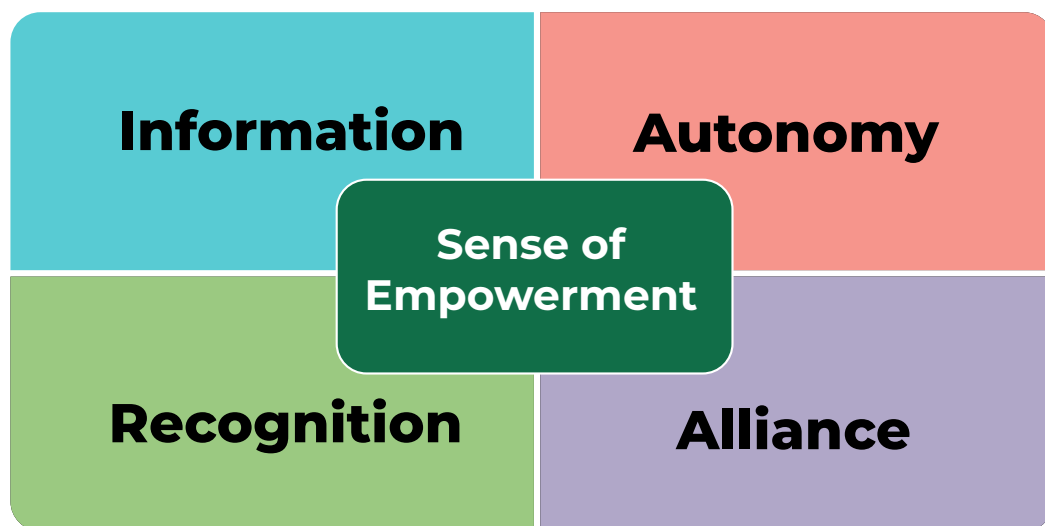 Information
Autonomy
Sense of
Empowerment
Recognition
Alliance